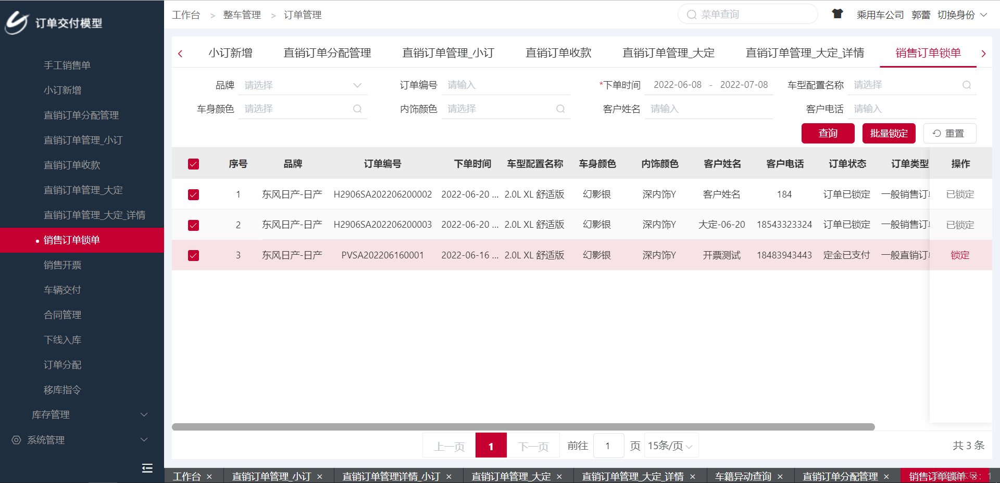 订单交付模型
工作台 > 整车管理 > 订单管理
菜单查询
乘用车公司 郭蕾 切换身份
手工销售单
小订新增
直销订单分配管理
直销订单管理_小订
直销订单收款
直销订单管理_大定
直销订单管理_大定_详情
销售订单锁单
销售开票
车辆交付
合同管理
下线入库
订单分配
移库指令
库存管理
系统管理
小订新增 直销订单分配管理 直销订单管理_小订 直销订单收款 直销订单管理_大定 直销订单管理_大定_详情 销售订单锁单
品牌 请选择 订单编号 请输入 *下单时间 2022-06-08 - 2022-07-08 车型配置名称 请选择
车身颜色 请选择 内饰颜色 请选择 客户姓名 请输入 客户电话 请输入
查询 批量锁定 重置
序号 品牌 订单编号 下单时间 车型配置名称 车身颜色 内饰颜色 客户姓名 客户电话 订单状态 订单类型 操作
1 东风日产-日产 H2906SA202206200002 2022-06-20 ... 2.0L XL 舒适版 幻影银 深内饰Y 客户姓名 184 订单已锁定 一般销售订 已锁定
2 东风日产-日产 H2906SA202206200003 2022-06-20 ... 2.0L XL 舒适版 幻影银 深内饰Y 大定-06-20 18543323324 订单已锁定 一般销售订 已锁定
3 东风日产-日产 PVSA202206160001 2022-06-16 ... 2.0L XL 舒适版 幻影银 深内饰Y 开票测试 18483943443 定金已支付 一般直销订 锁定
上一页 1 下一页 前往 1 页 15条/页 共 3 条
工作台 × 直销订单管理_小订 × 直销订单管理详情_小订 × 直销订单管理_大定 × 直销订单管理_大定_详情 × 车籍异动查询 × 直销订单分配管理 × 销售订单锁单 ×